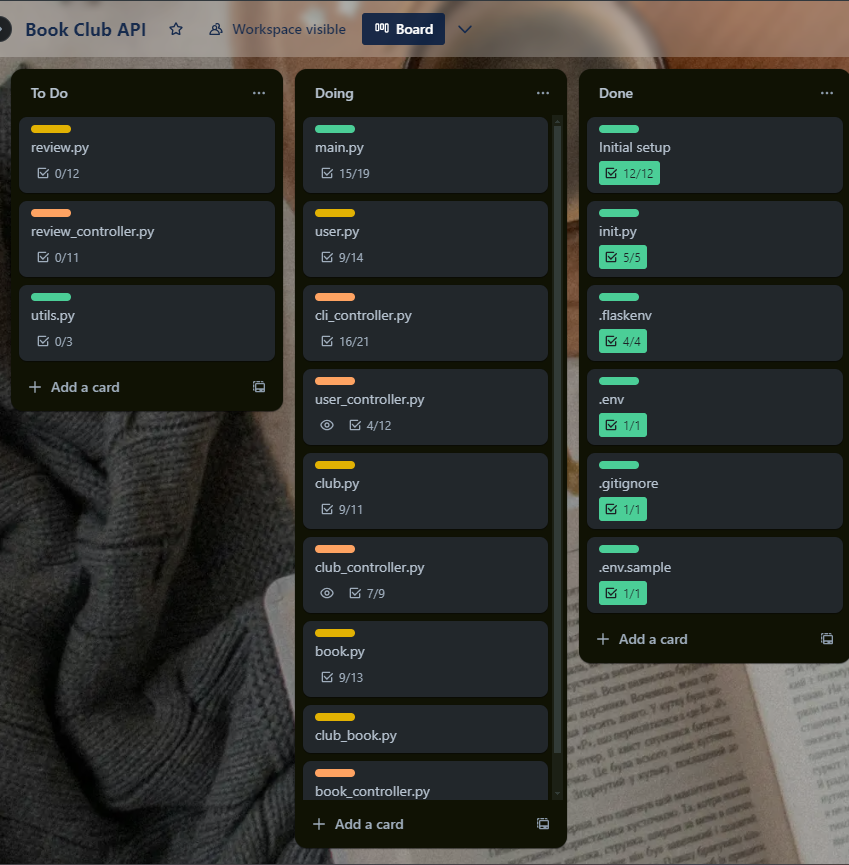 Book Club API
Workspace visible
Board
To Do
review.py
0/12
review_controller.py
0/11
utils.py
0/3
Add a card
Doing
main.py
15/19
user.py
9/14
cli_controller.py
16/21
user_controller.py
4/12
club.py
9/11
club_controller.py
7/9
book.py
9/13
club_book.py
book_controller.py
Add a card
Done
Initial setup
12/12
init.py
5/5
.flaskenv
4/4
.env
1/1
.gitignore
1/1
.env.sample
1/1
Add a card